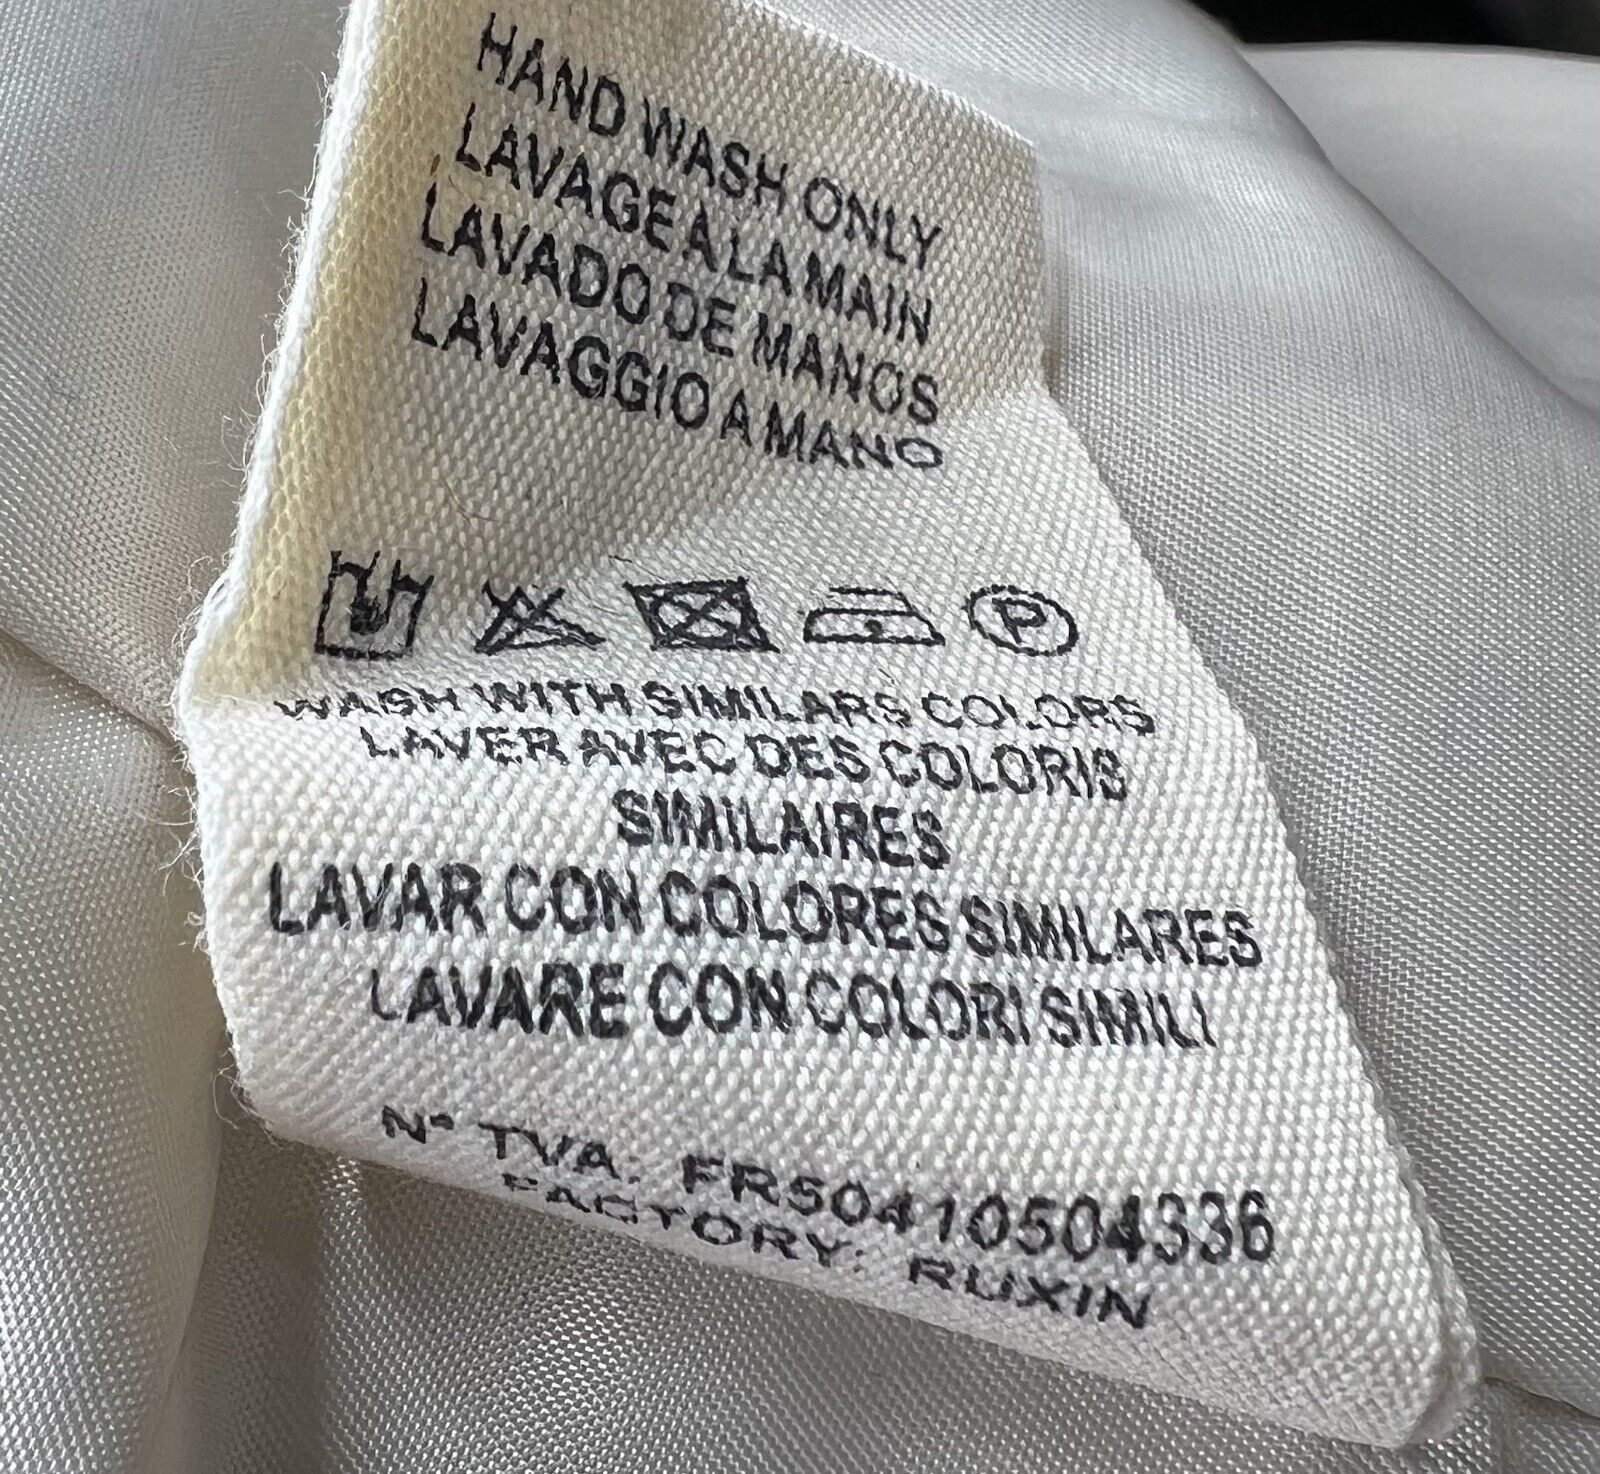 HAND WASH ONLY
LAVAGE A LA MAIN
LAVADO DE MANOS
LAVAGGIO A MANO
P
WASH WITH SIMILARS COLORS
LAVER AVEC DES COLORIS
SIMILAIRES
LAVAR CON COLORES SIMILARES
LAVARE CON COLORI SIMILI
N° TVA: FR50410504336
FACTORY: RUXIN